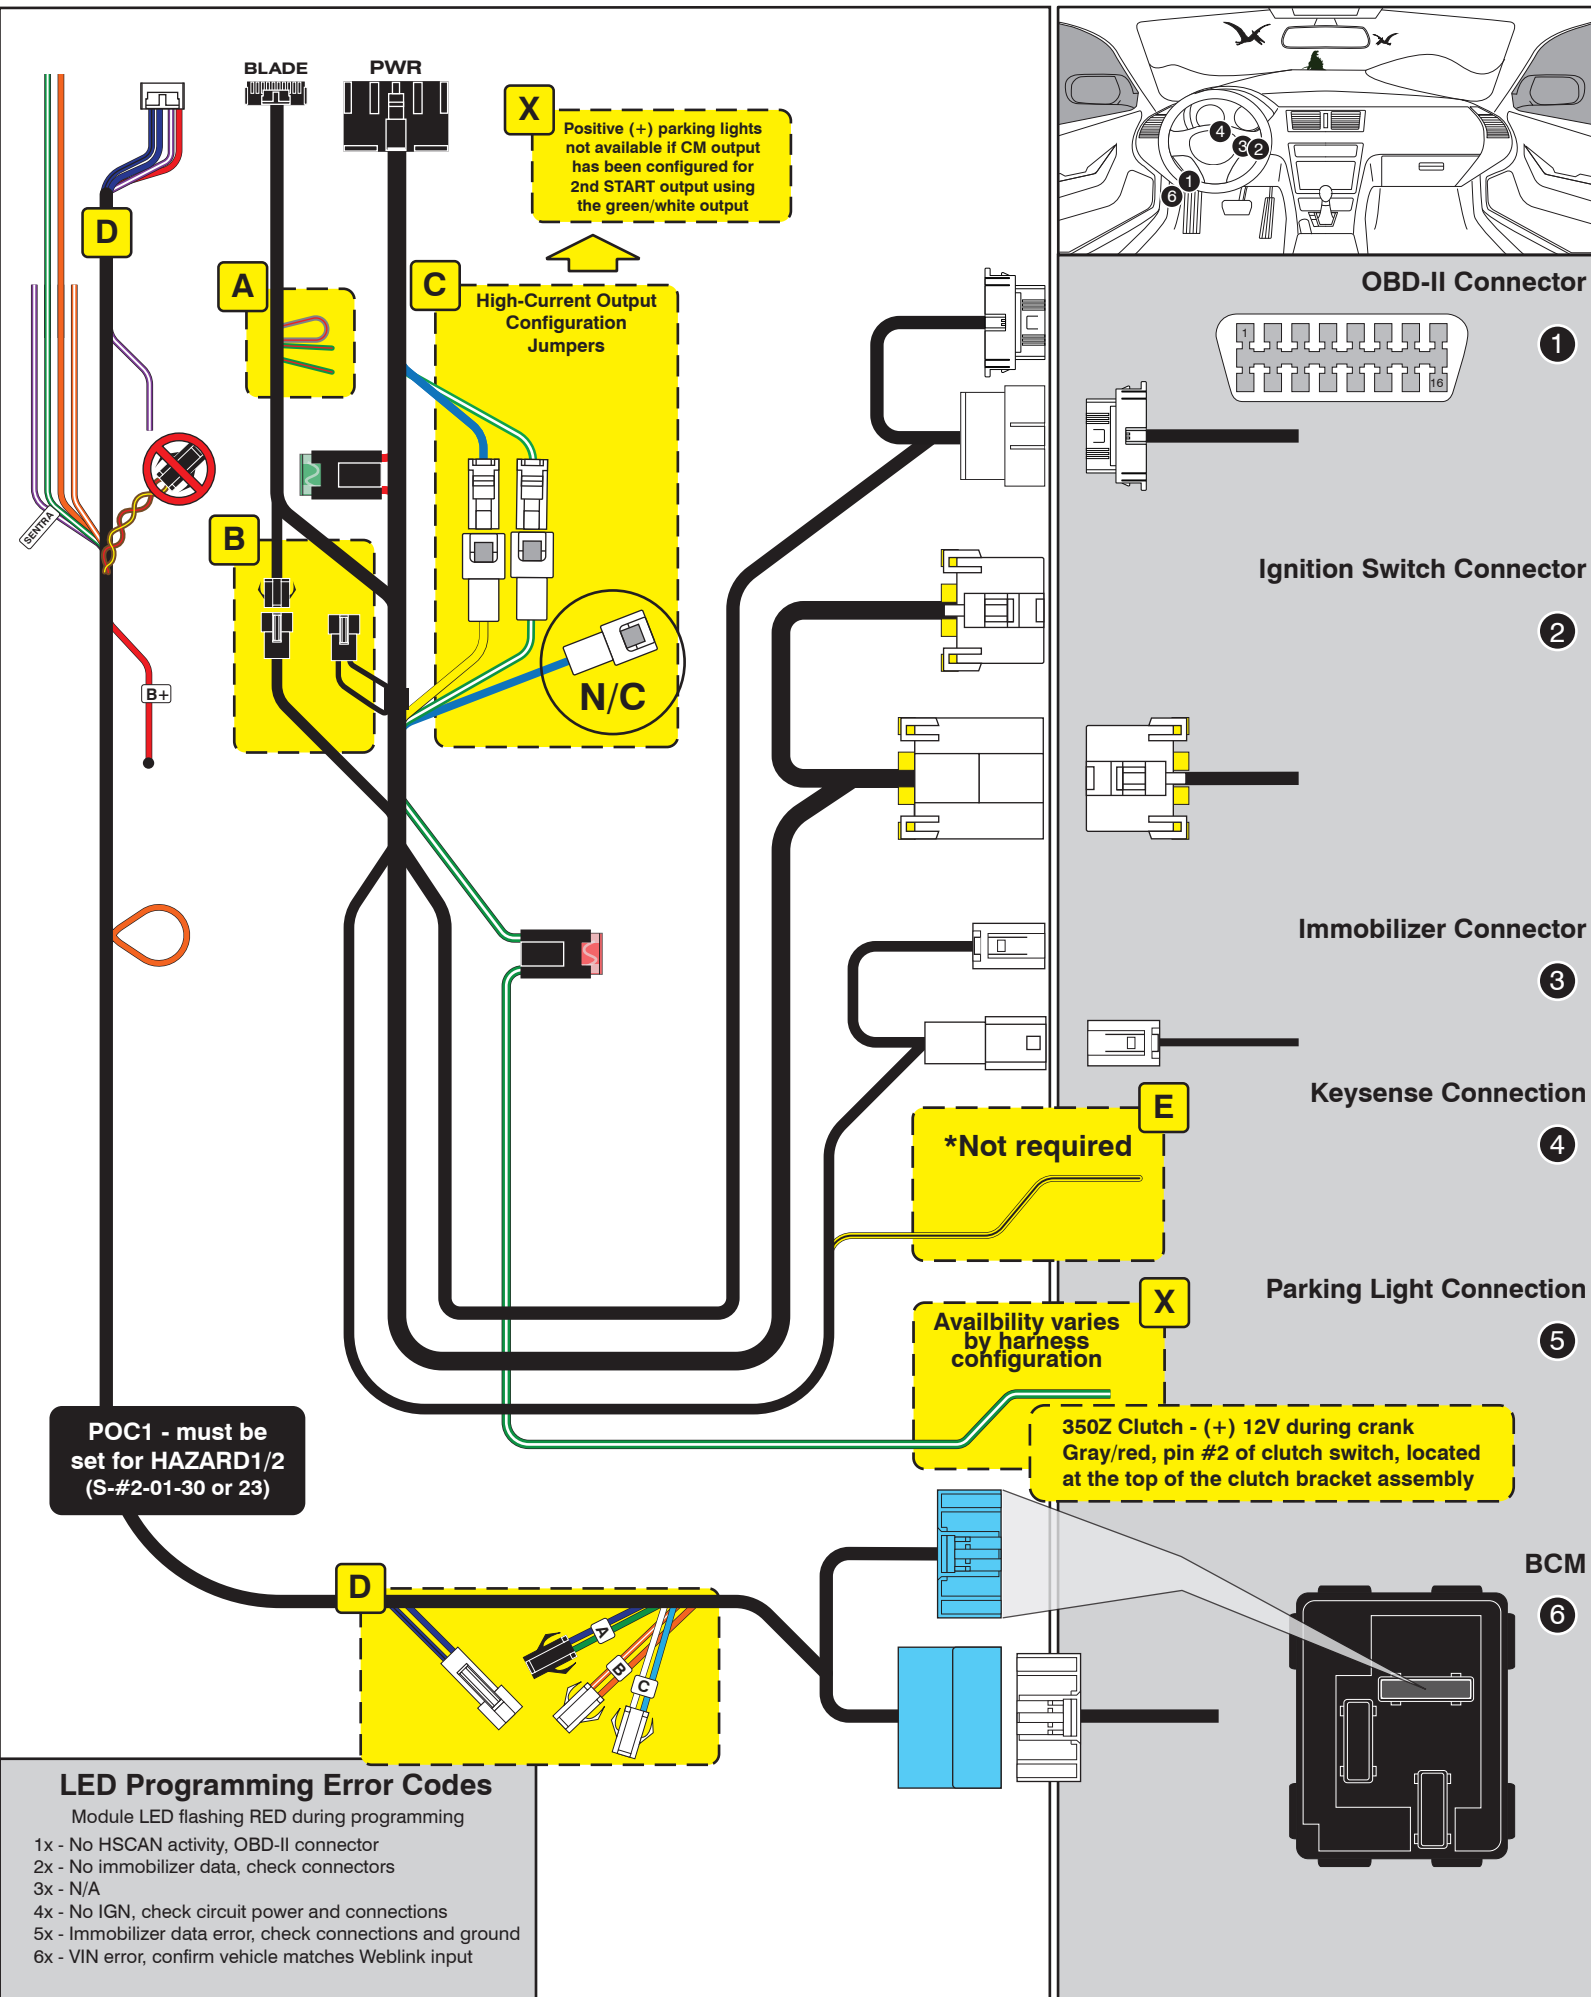 BLADE
PWR
X
Positive (+) parking lights
not available if CM output
has been configured for
2nd START output using
the green/white output
D
A
C
High-Current Output
Configuration
Jumpers
SENTRA
B
N/C
B+
4
3
2
1
6
OBD-II Connector
1
1
16
Ignition Switch Connector
2
Immobilizer Connector
3
Keysense Connection
4
E
*Not required
Parking Light Connection
5
X
Availbility varies
by harness
configuration
350Z Clutch - (+) 12V during crank
Gray/red, pin #2 of clutch switch, located
at the top of the clutch bracket assembly
POC1 - must be
set for HAZARD1/2
(S-#2-01-30 or 23)
BCM
6
D
A
B
C
LED Programming Error Codes
Module LED flashing RED during programming
1x - No HSCAN activity, OBD-II connector
2x - No immobilizer data, check connectors
3x - N/A
4x - No IGN, check circuit power and connections
5x - Immobilizer data error, check connections and ground
6x - VIN error, confirm vehicle matches Weblink input